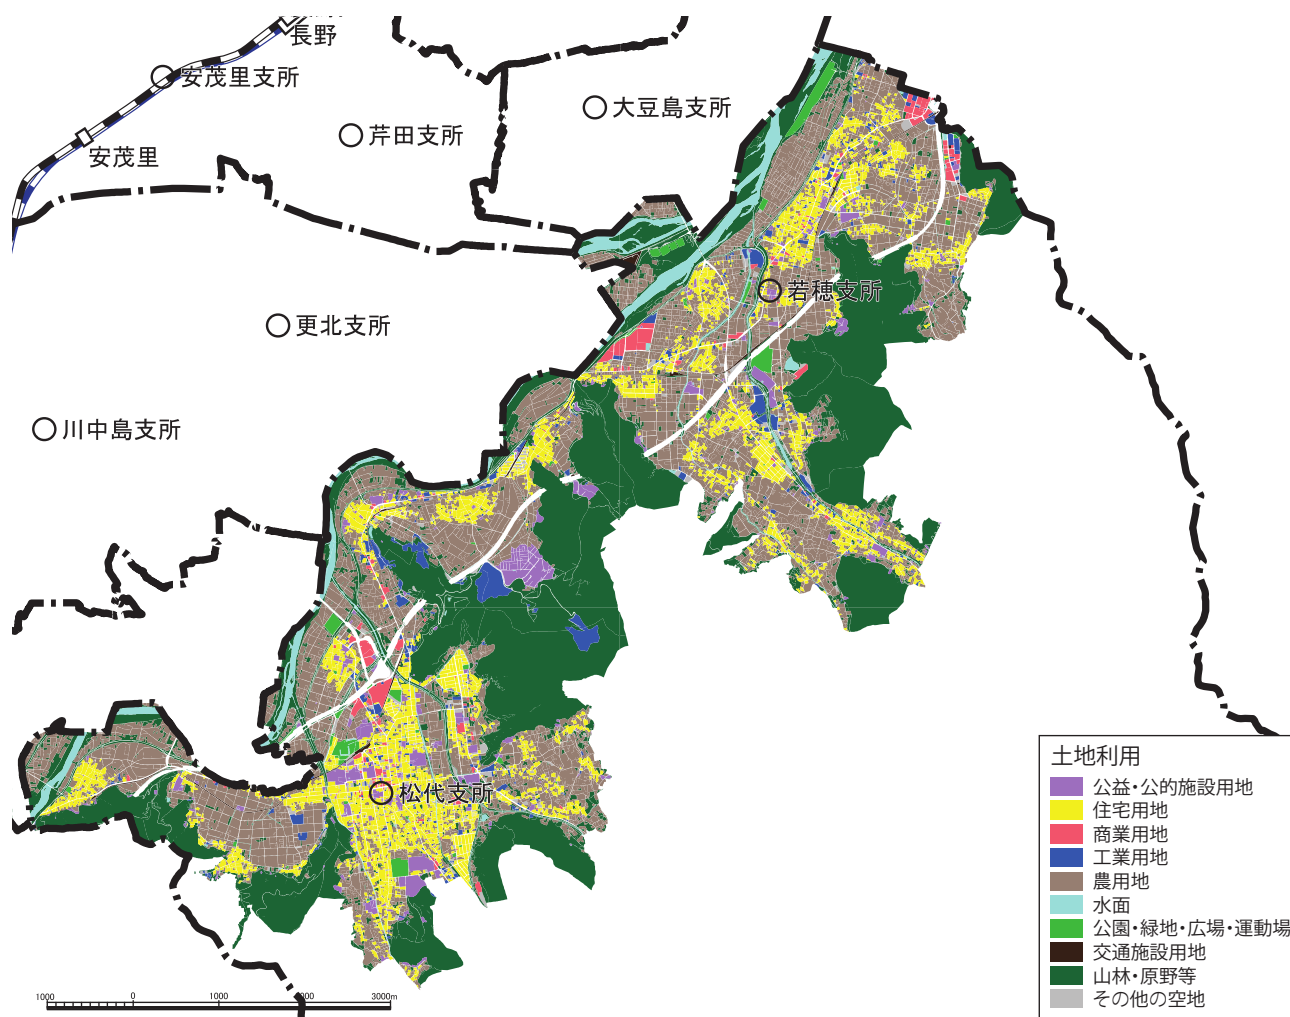 長野
安茂里支所
大豆島支所
芹田支所
安茂里
若穂支所
更北支所
川中島支所
松代支所
土地利用
公益・公的施設用地
住宅用地
商業用地
工業用地
農用地
水面
公園・緑地・広場・運動場
交通施設用地
山林・原野等
その他の空地
1000 0 1000 2000 3000m